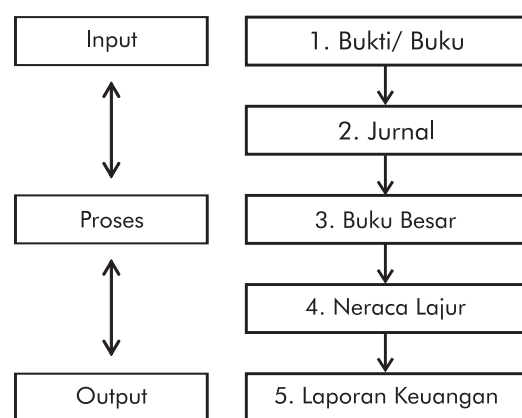 Input
1. Bukti/ Buku
2. Jurnal
Proses
3. Buku Besar
4. Neraca Lajur
Output
5. Laporan Keuangan